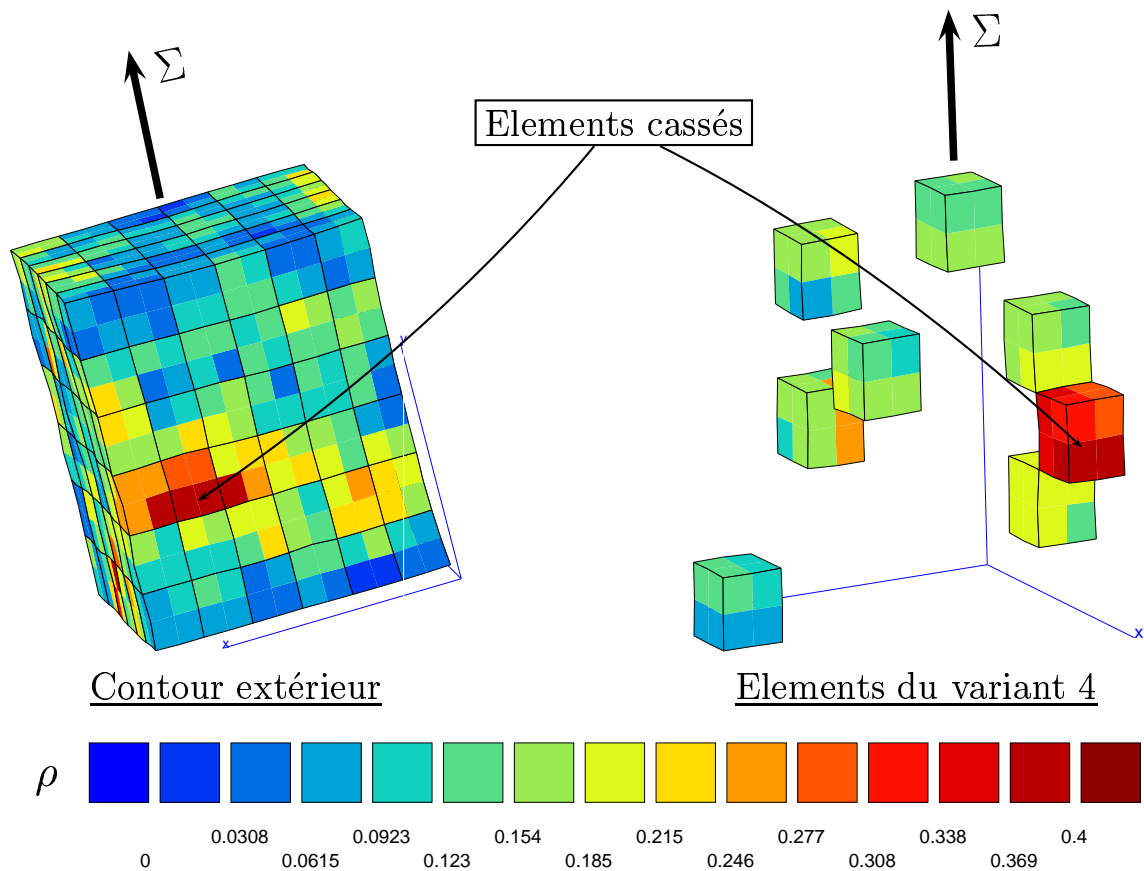 Σ
Σ
Elements cassés
x
x
Contour extérieur
Elements du variant 4
ρ
0.0308 0.0923 0.154 0.215 0.277 0.338 0.4
0 0.0615 0.123 0.185 0.246 0.308 0.369